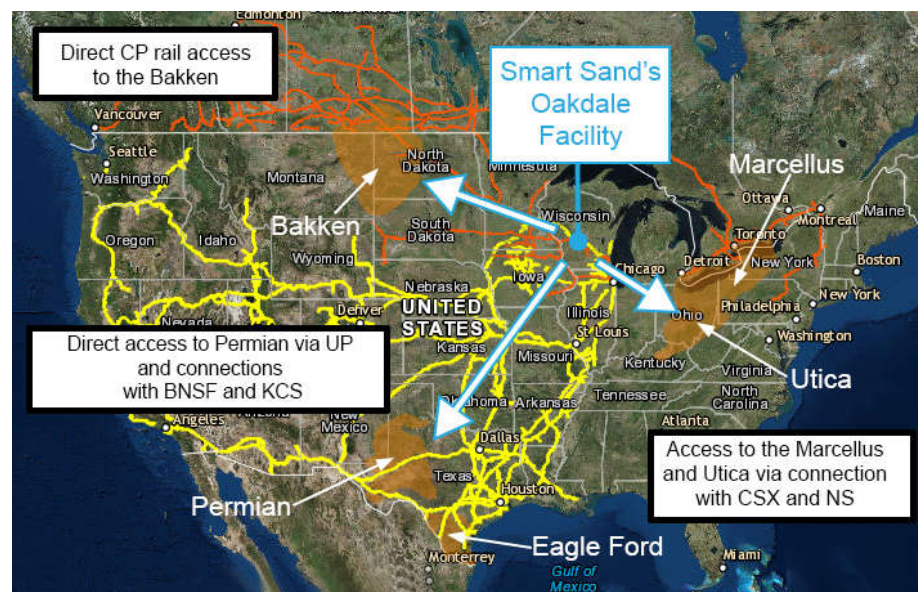 Edmonton
Direct CP rail access
to the Bakken
Vancouver
Seattle
Washington
Montana
North
Dakota
Minnesota
Smart Sand's
Oakdale
Facility
Marcellus
Ottawa
Montreal
Maine
Toronto
Bakken
South
Dakota
Wisconsin
Oregon
Idaho
Wyoming
Iowa
Chicago
Detroit
New York
Boston
Nebraska
UNITED
STATES
Illinois
Ohio
Philadelphia
New York
Nevada
Denver
St Louis
Washington
Direct access to Permian via UP
and connections
with BNSF and KCS
Kansas
Missouri
Kentucky
Virginia
Utica
Angeles
Arizona
New
Mexico
Oklahoma
Arkansas
Tennessee
North
Carolina
Atlanta
Dallas
Texas
Access to the Marcellus
and Utica via connection
with CSX and NS
Permian
Houston
Eagle Ford
Monterrey
Gulf of
Mexico
Miami